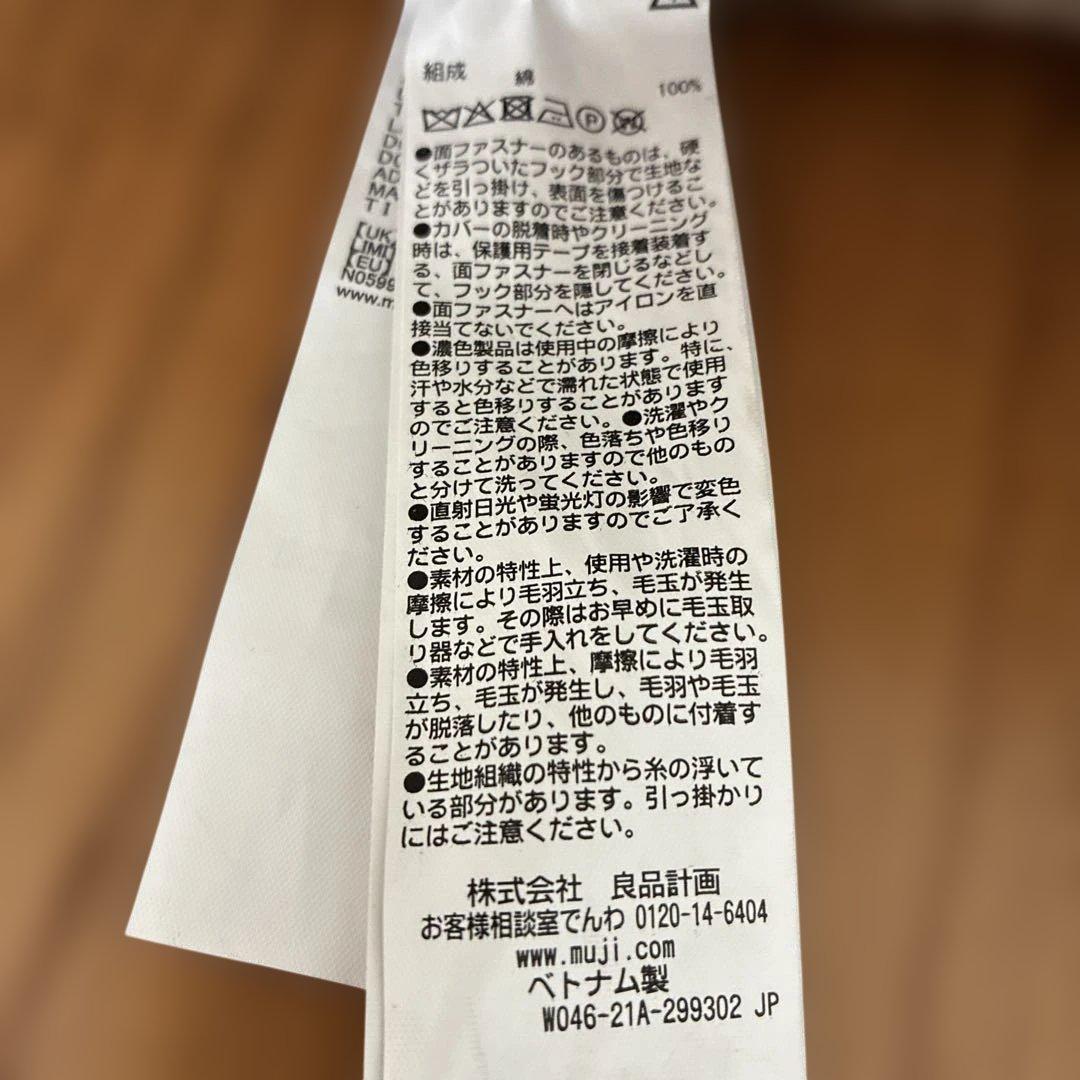 組成 綿 100%
●面ファスナーのあるものは、硬
くザラついたフック部分で生地な
どを引っ掛け、表面を傷つけるこ
とがありますのでご注意ください。
●カバーの脱着時やクリーニング
時は、保護用テープを接着装着す
る、面ファスナーを閉じるなどし
て、フック部分を隠してください。
●面ファスナーへはアイロンを直
接当てないでください。
●濃色製品は使用中の摩擦により
色移りすることがあります。特に、
汗や水分などで濡れた状態で使用
すると色移りすることがあります
のでご注意ください。●洗濯やク
リーニングの際、色落ちや色移り
することがありますので他のもの
と分けて洗ってください。
●直射日光や蛍光灯の影響で変色
することがありますのでご了承く
ださい。
●素材の特性上、使用や洗濯時の
摩擦により毛羽立ち、毛玉が発生
します。その際はお早めに毛玉取
り器などで手入れをしてください。
●素材の特性上、摩擦により毛羽
立ち、毛玉が発生し、毛羽や毛玉
が脱落したり、他のものに付着す
ることがあります。
●生地組織の特性から糸の浮いて
いる部分があります。引っ掛かり
にはご注意ください。
株式会社 良品計画
お客様相談室でんわ 0120-14-6404
www.muji.com
ベトナム製
W046-21A-299302 JP
L
D
DO
AD
MA
TI
【UK
【IMI
【EU】
N0599
www.m